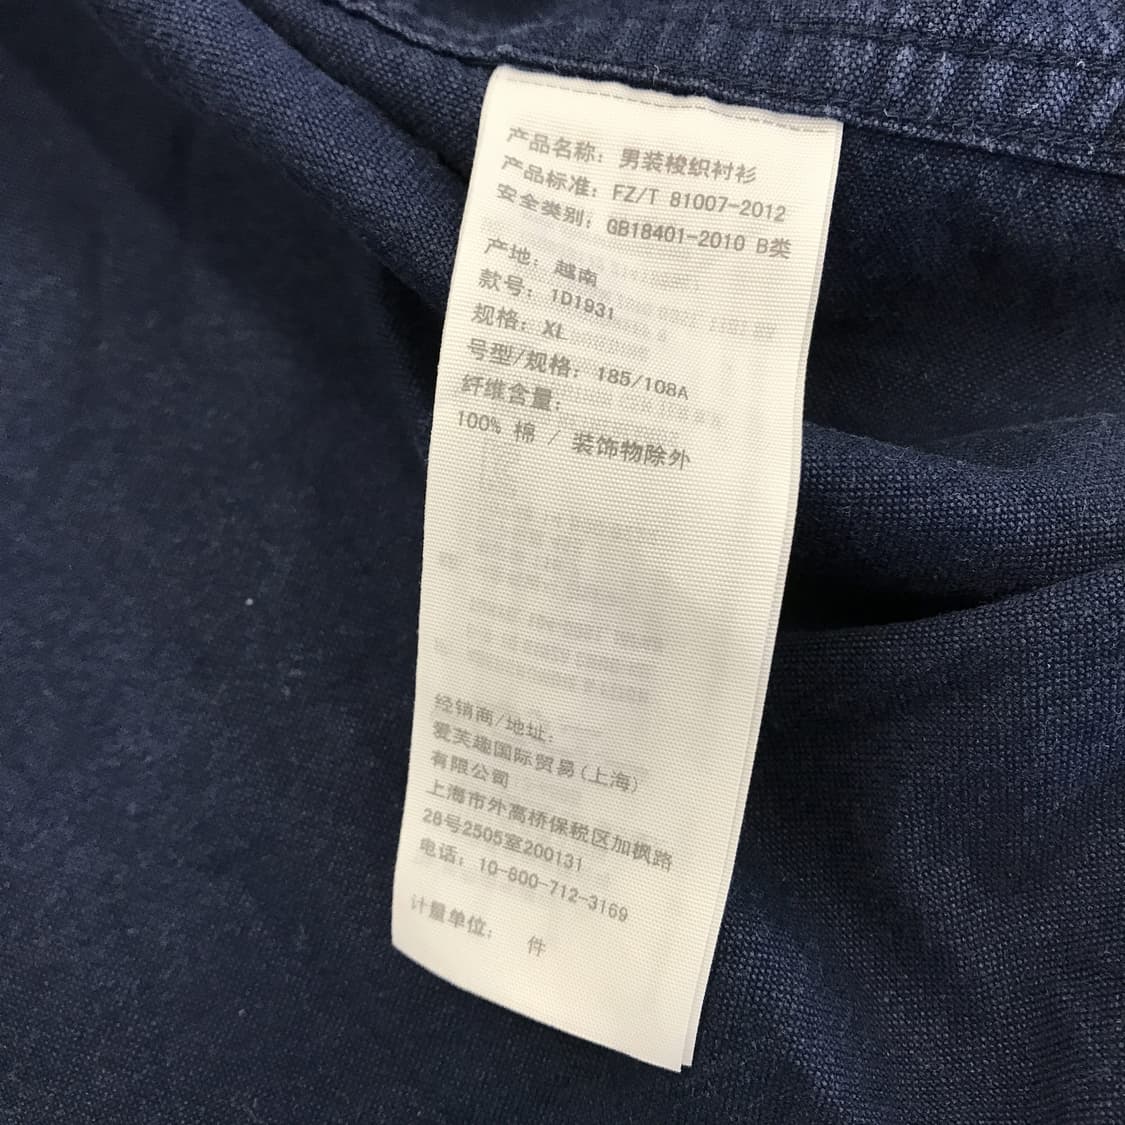 产品名称: 男装梭织衬衫
产品标准: FZ/T 81007-2012
安全类别: GB18401-2010 B类
产地: 越南
款号: 1D1931
规格: XL
号型/规格: 185/108A
纤维含量:
100% 棉 / 装饰物除外
经销商/地址:
爱芙趣国际贸易(上海)
有限公司
上海市外高桥保税区加枫路
28号2505室200131
电话: 10-800-712-3169
计量单位: 件